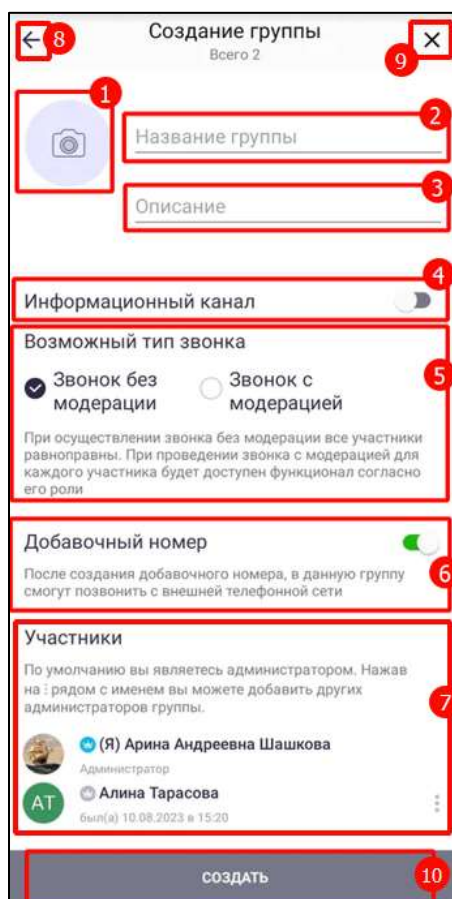 Создание группы
8
Всего 2
9
1
2
Название группы
3
Описание
4
Информационный канал
Возможный тип звонка
5
Звонок без модерации
Звонок с модерацией
При осуществлении звонка без модерации все участники
равноправны. При проведении звонка с модерацией для
каждого участника будет доступен функционал согласно
его роли
Добавочный номер
6
После создания добавочного номера, в данную группу
смогут позвонить с внешней телефонной сети
Участники
7
По умолчанию вы являетесь администратором. Нажав
на ⋮ рядом с именем вы можете добавить других
администраторов группы.
(Я) Арина Андреевна Шашкова
Администратор
АТ
Алина Тарасова
был(а) 10.08.2023 в 15:20
СОЗДАТЬ
10